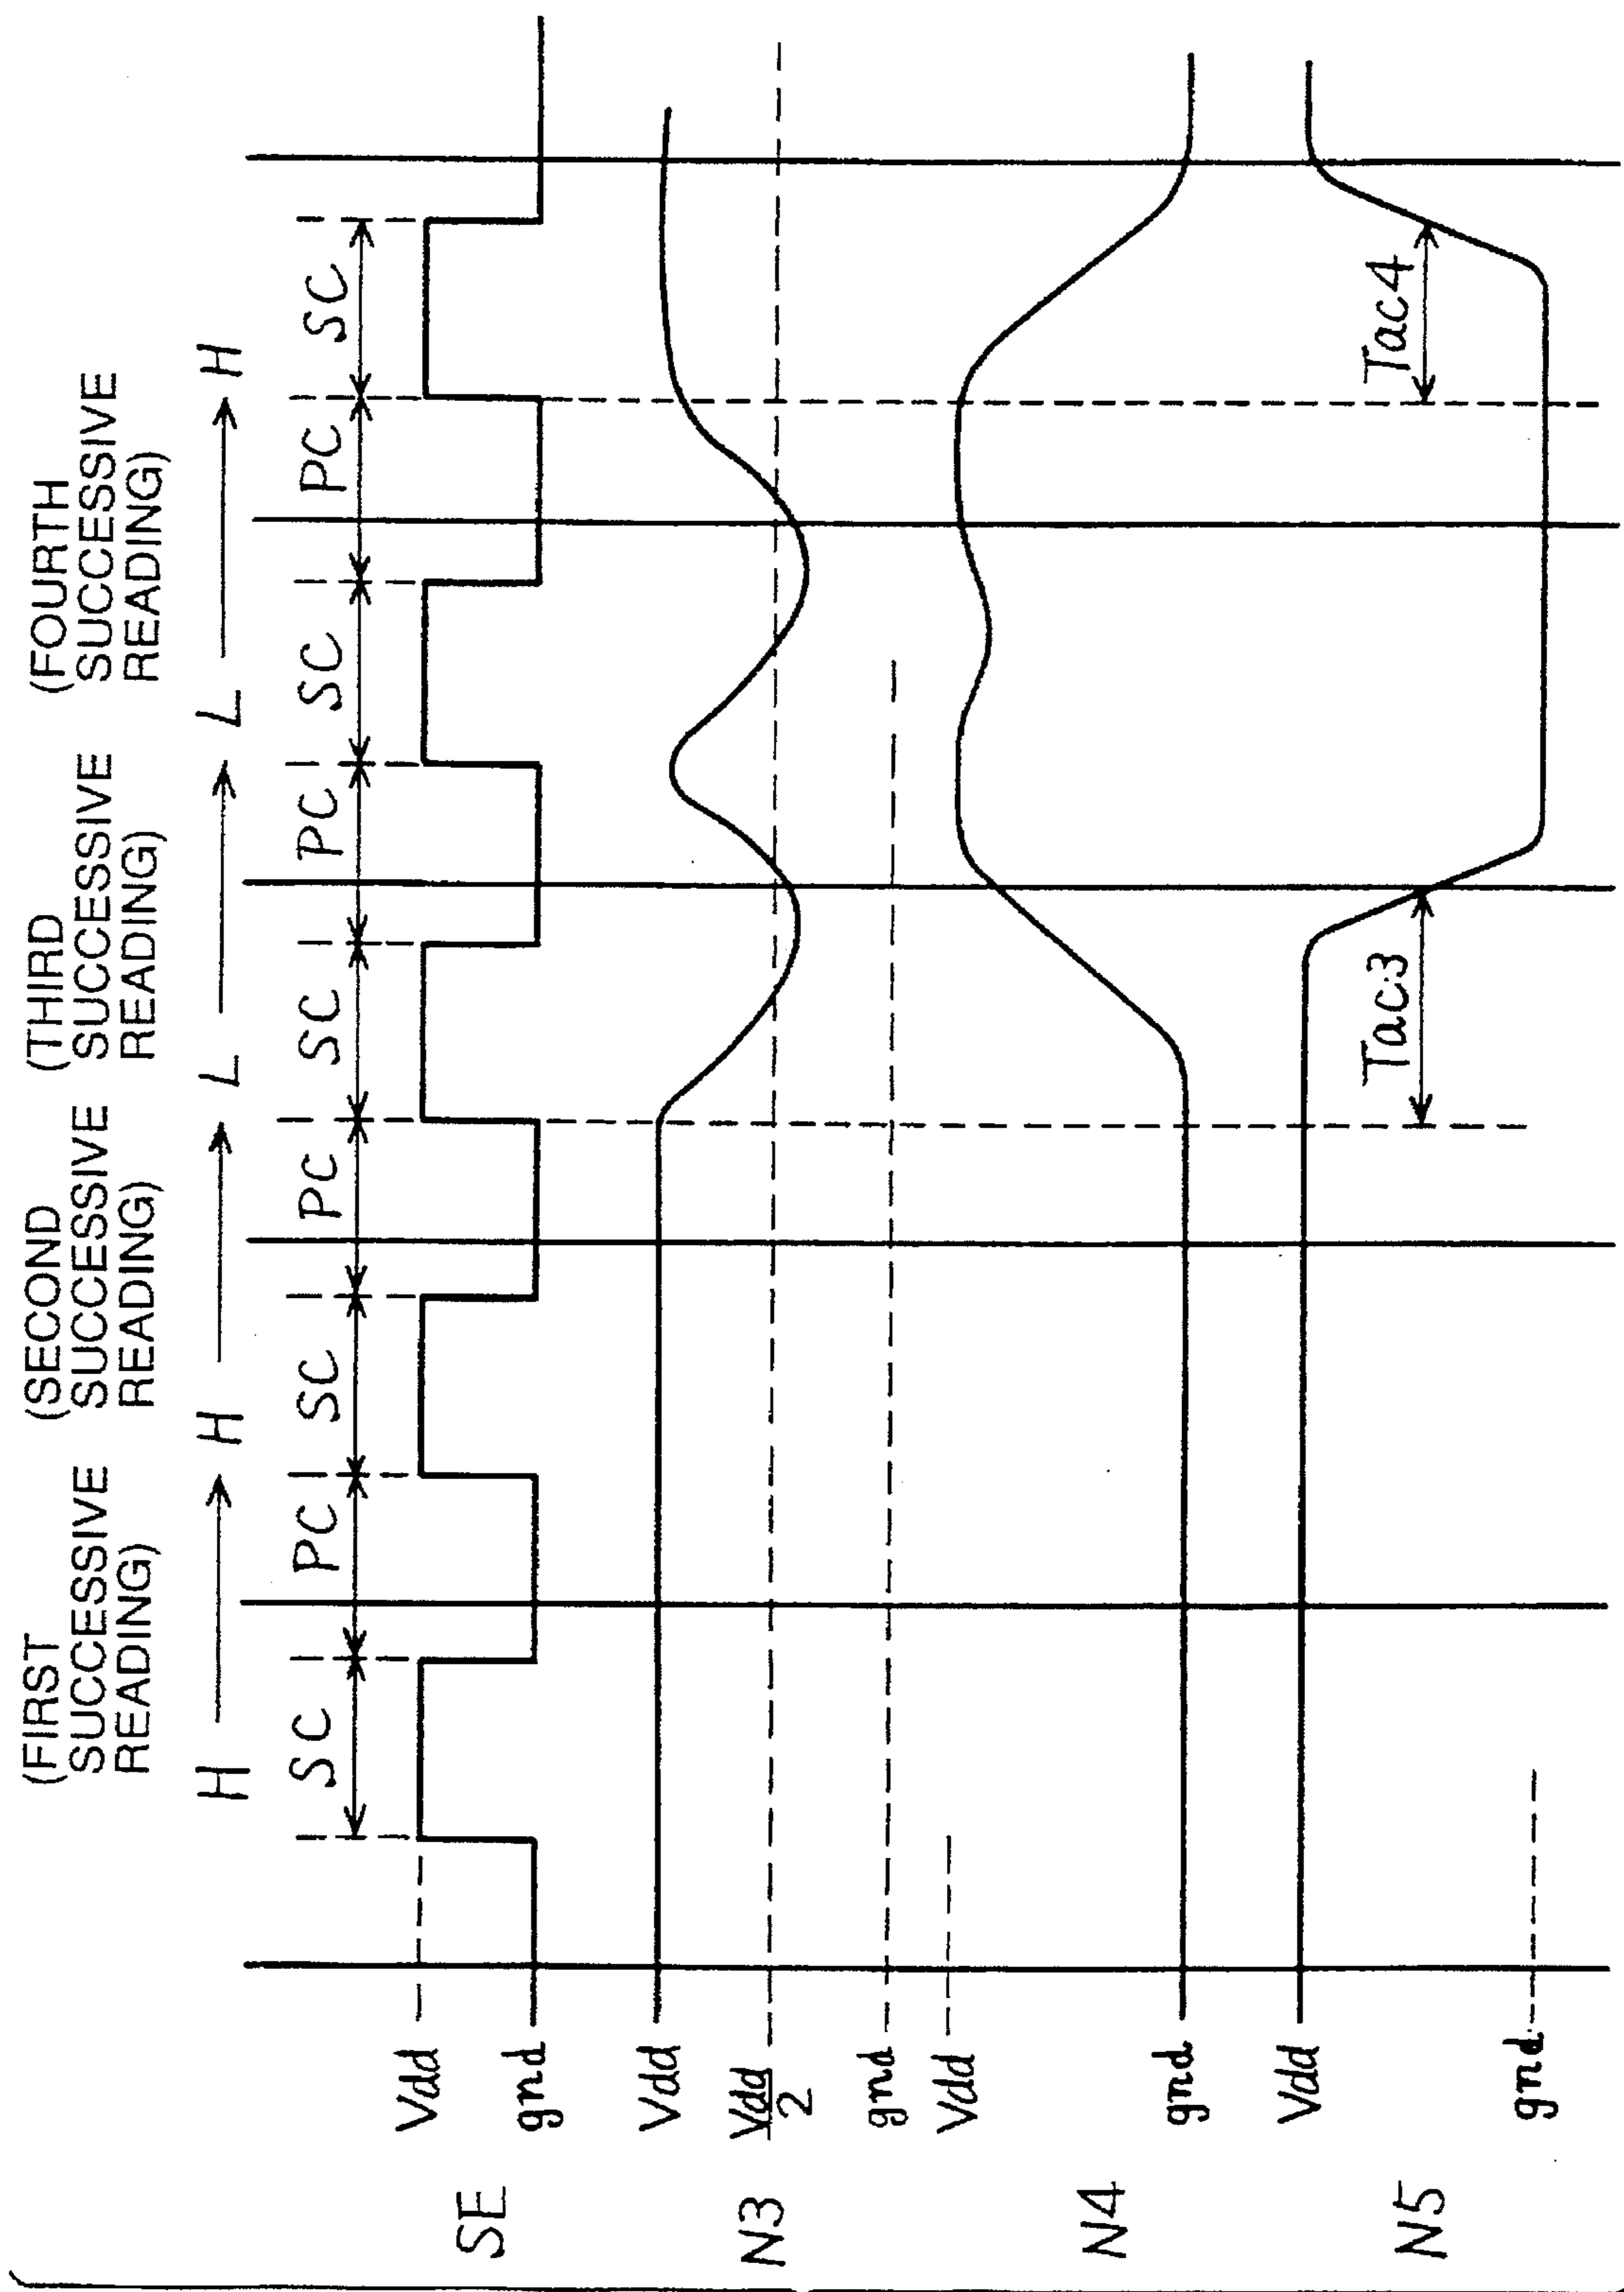 (FIRST
SUCCESSIVE
READING)
(SECOND
SUCCESSIVE
READING)
(THIRD
SUCCESSIVE
READING)
(FOURTH
SUCCESSIVE
READING)
H → H → L → L → H
SC PC SC PC SC PC SC PC SC
SE
Vdd
gnd
N3
Vdd
Vdd
2
gnd
N4
Vdd
gnd
N5
Vdd
Tac3 Tac4
gnd